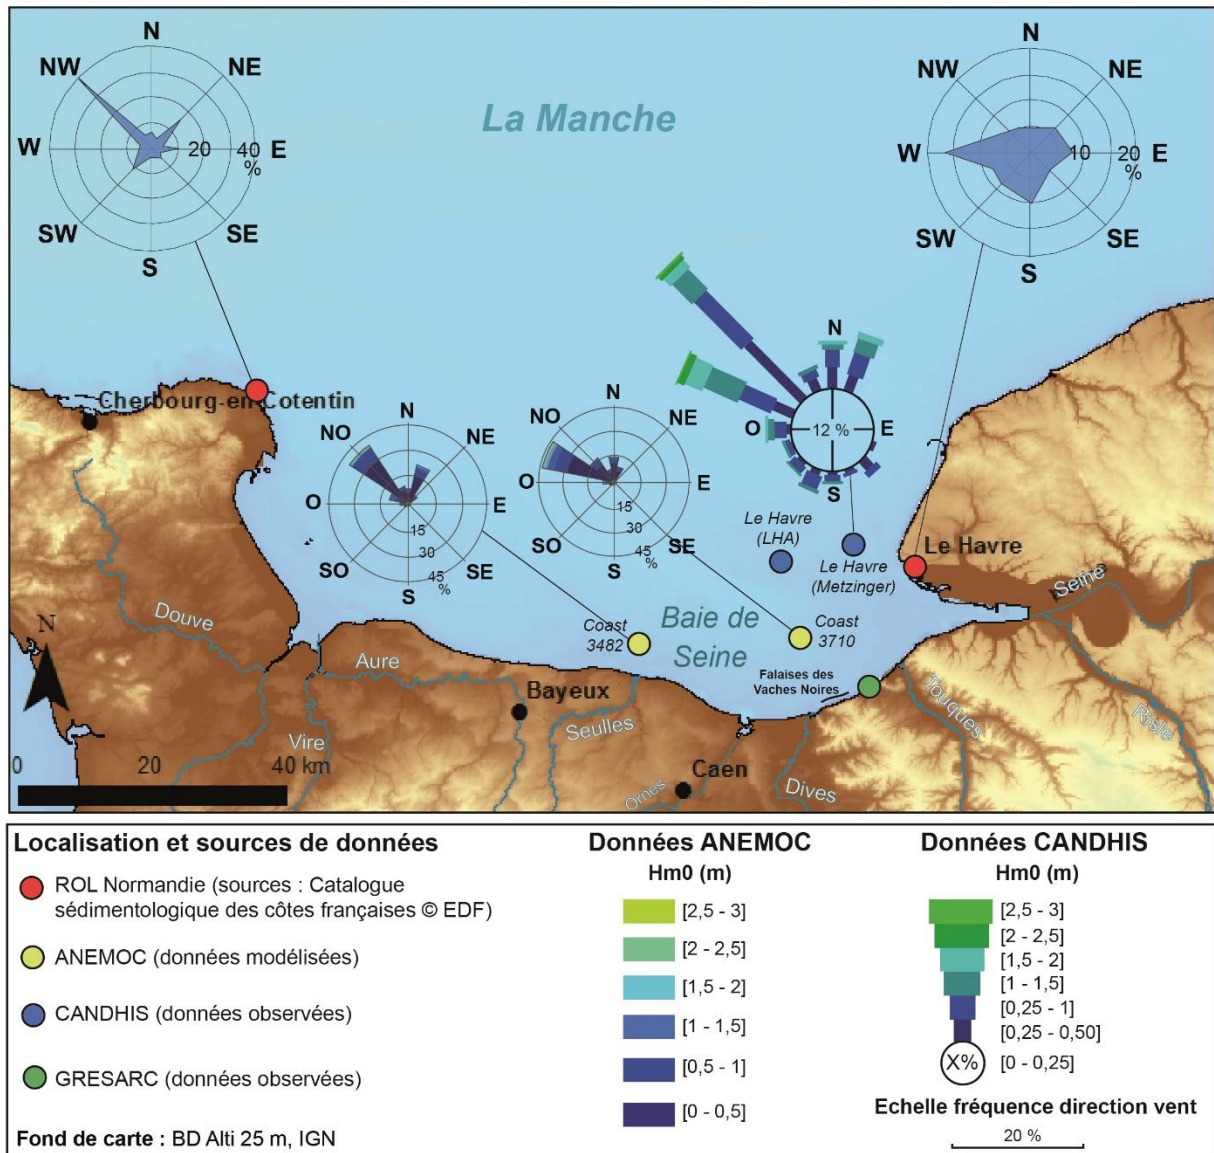 N
NW
NE
W
20
40
E
%
SW
SE
S
La Manche
N
NW
NE
W
10
20
E
%
SW
SE
S
Cherbourg-en-Cotentin
N
NO
NE
O
E
15
30
45
%
SO
SE
S
N
NO
NE
O
E
15
30
45
%
SO
SE
S
N
O
12 %
E
S
Le Havre
(LHA)
Le Havre
(Metzinger)
Le Havre
Seine
Coast
3482
Baie de
Seine
Coast
3710
Falaises des
Vaches Noires
Douve
Aure
Bayeux
Seulles
Vire
Caen
Ornes
Dives
Touques
Risle
N
0
20
40 km
Localisation et sources de données
ROL Normandie (sources : Catalogue
sédimentologique des côtes françaises © EDF)
ANEMOC (données modélisées)
CANDHIS (données observées)
GRESARC (données observées)
Fond de carte : BD Alti 25 m, IGN
Données ANEMOC
Hm0 (m)
[2,5 - 3]
[2 - 2,5]
[1,5 - 2]
[1 - 1,5]
[0,5 - 1]
[0 - 0,5]
Données CANDHIS
Hm0 (m)
[2,5 - 3]
[2 - 2,5]
[1,5 - 2]
[1 - 1,5]
[0,25 - 1]
[0,25 - 0,50]
X%
[0 - 0,25]
Echelle fréquence direction vent
20 %